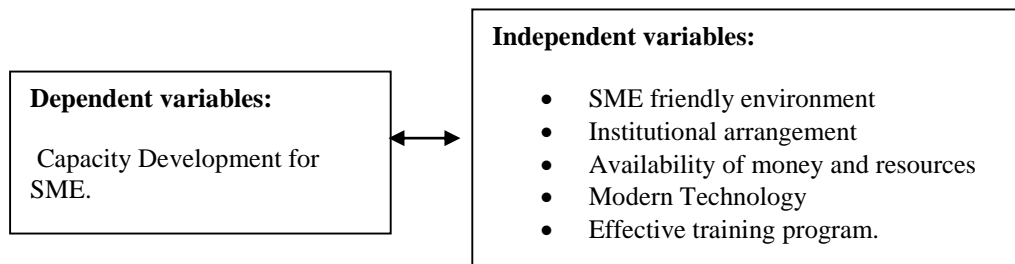 Dependent variables:
Capacity Development for
SME.
Independent variables:
• SME friendly environment
• Institutional arrangement
• Availability of money and resources
• Modern Technology
• Effective training program.